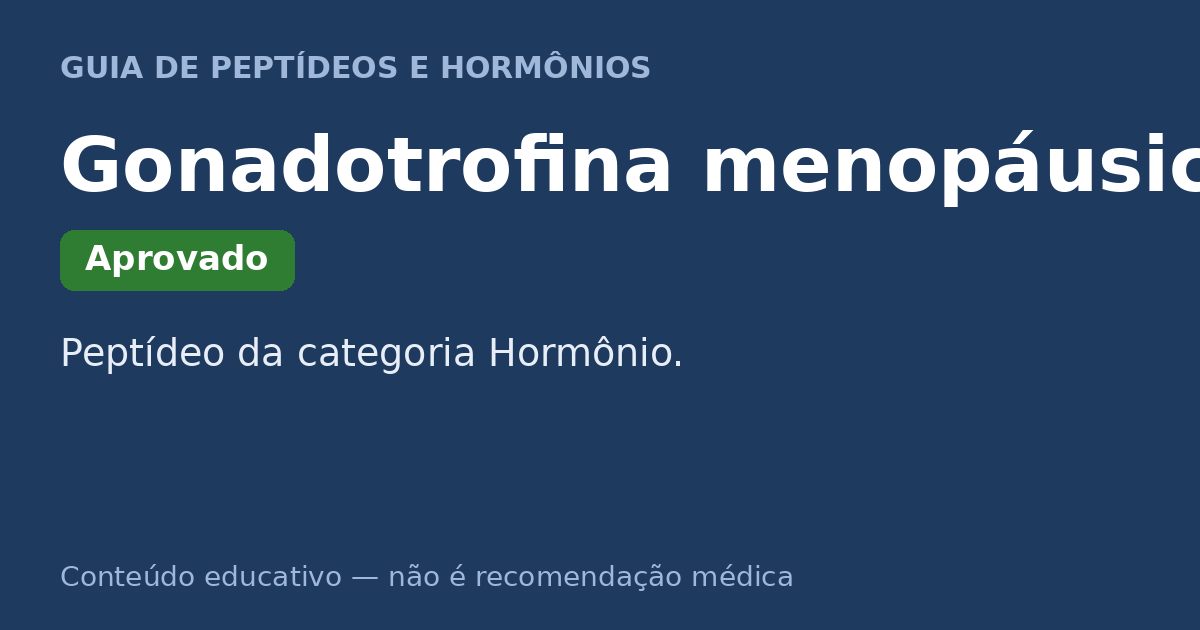 GUIA DE PEPTÍDEOS E HORMÔNIOS
Gonadotrofina menopáusic
Aprovado
Peptídeo da categoria Hormônio.
Conteúdo educativo — não é recomendação médica